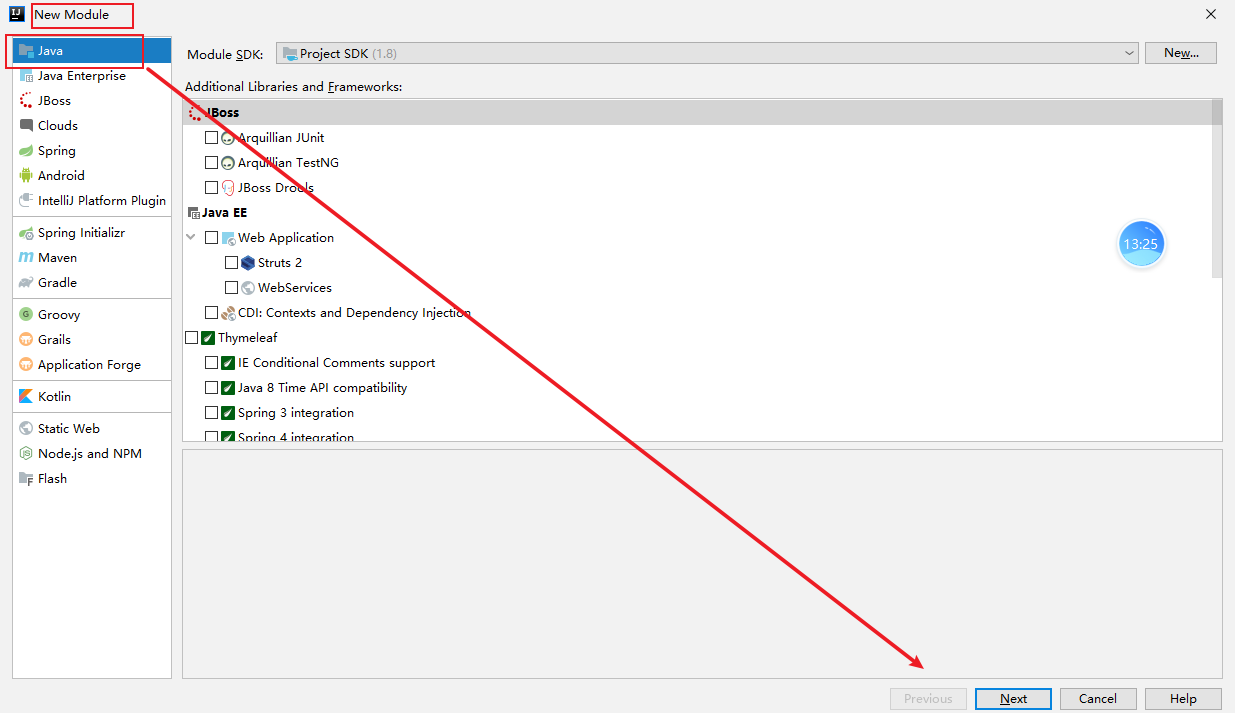 New Module
Java
Java Enterprise
JBoss
Clouds
Spring
Android
IntelliJ Platform Plugin
Spring Initializr
Maven
Gradle
Groovy
Grails
Application Forge
Kotlin
Static Web
Node.js and NPM
Flash
Module SDK: Project SDK (1.8) New...
Additional Libraries and Frameworks:
JBoss
Arquillian JUnit
Arquillian TestNG
JBoss Drools
Java EE
Web Application
Struts 2
WebServices
CDI: Contexts and Dependency Injection
Thymeleaf
IE Conditional Comments support
Java 8 Time API compatibility
Spring 3 integration
Spring 4 integration
13:25
Previous Next Cancel Help